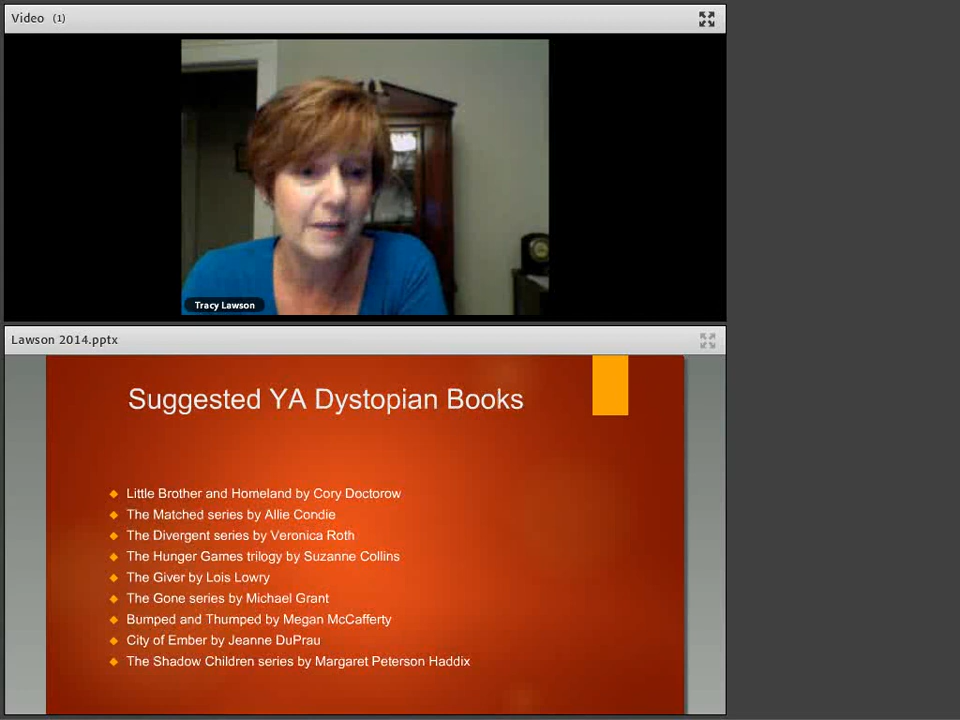 Video (1)
Tracy Lawson
Lawson 2014.pptx
Suggested YA Dystopian Books
Little Brother and Homeland by Cory Doctorow
The Matched series by Allie Condie
The Divergent series by Veronica Roth
The Hunger Games trilogy by Suzanne Collins
The Giver by Lois Lowry
The Gone series by Michael Grant
Bumped and Thumped by Megan McCafferty
City of Ember by Jeanne DuPrau
The Shadow Children series by Margaret Peterson Haddix